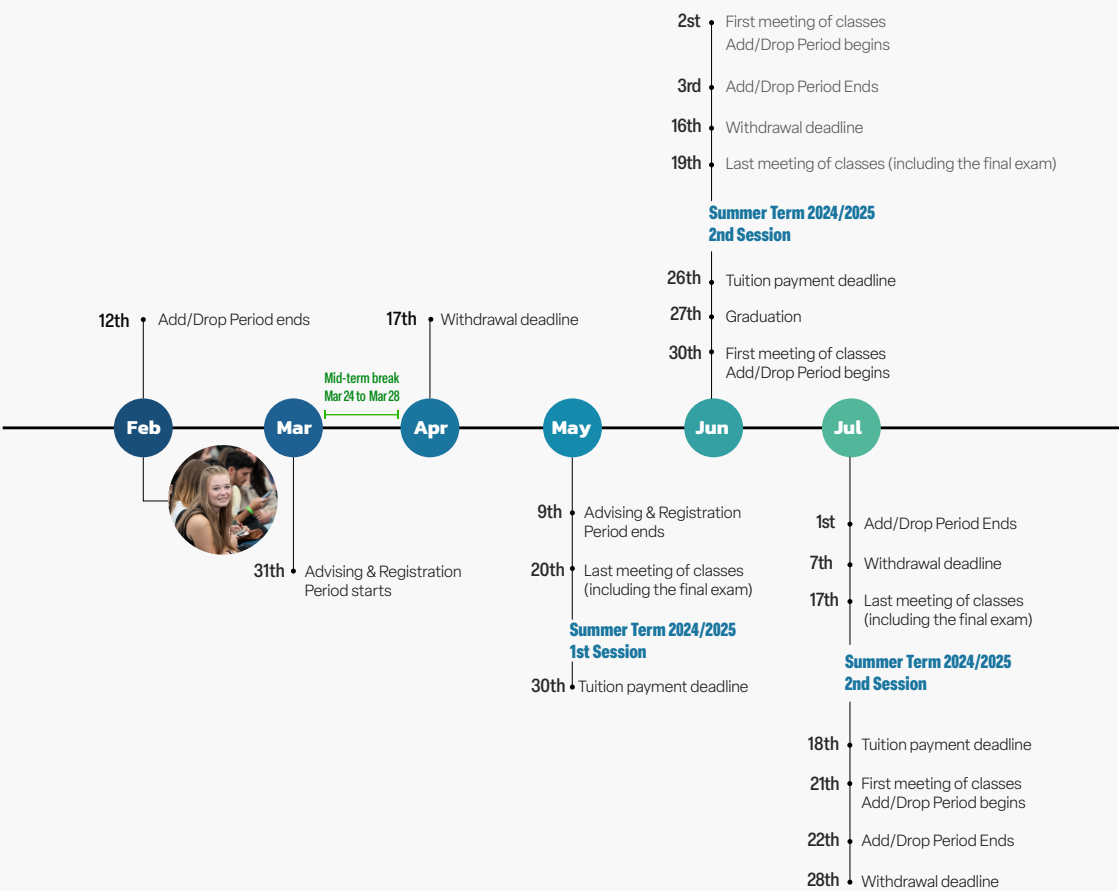 2st
First meeting of classes
Add/Drop Period begins
3rd
Add/Drop Period Ends
16th
Withdrawal deadline
19th
Last meeting of classes (including the final exam)
Summer Term 2024/2025
2nd Session
26th
Tuition payment deadline
27th
Graduation
30th
First meeting of classes
Add/Drop Period begins
12th
Add/Drop Period ends
17th
Withdrawal deadline
Mid-term break
Mar 24 to Mar 28
Feb
Mar
Apr
May
Jun
Jul
31th
Advising & Registration
Period starts
9th
Advising & Registration
Period ends
20th
Last meeting of classes
(including the final exam)
Summer Term 2024/2025
1st Session
30th
Tuition payment deadline
1st
Add/Drop Period Ends
7th
Withdrawal deadline
17th
Last meeting of classes
(including the final exam)
Summer Term 2024/2025
2nd Session
18th
Tuition payment deadline
21th
First meeting of classes
Add/Drop Period begins
22th
Add/Drop Period Ends
28th
Withdrawal deadline